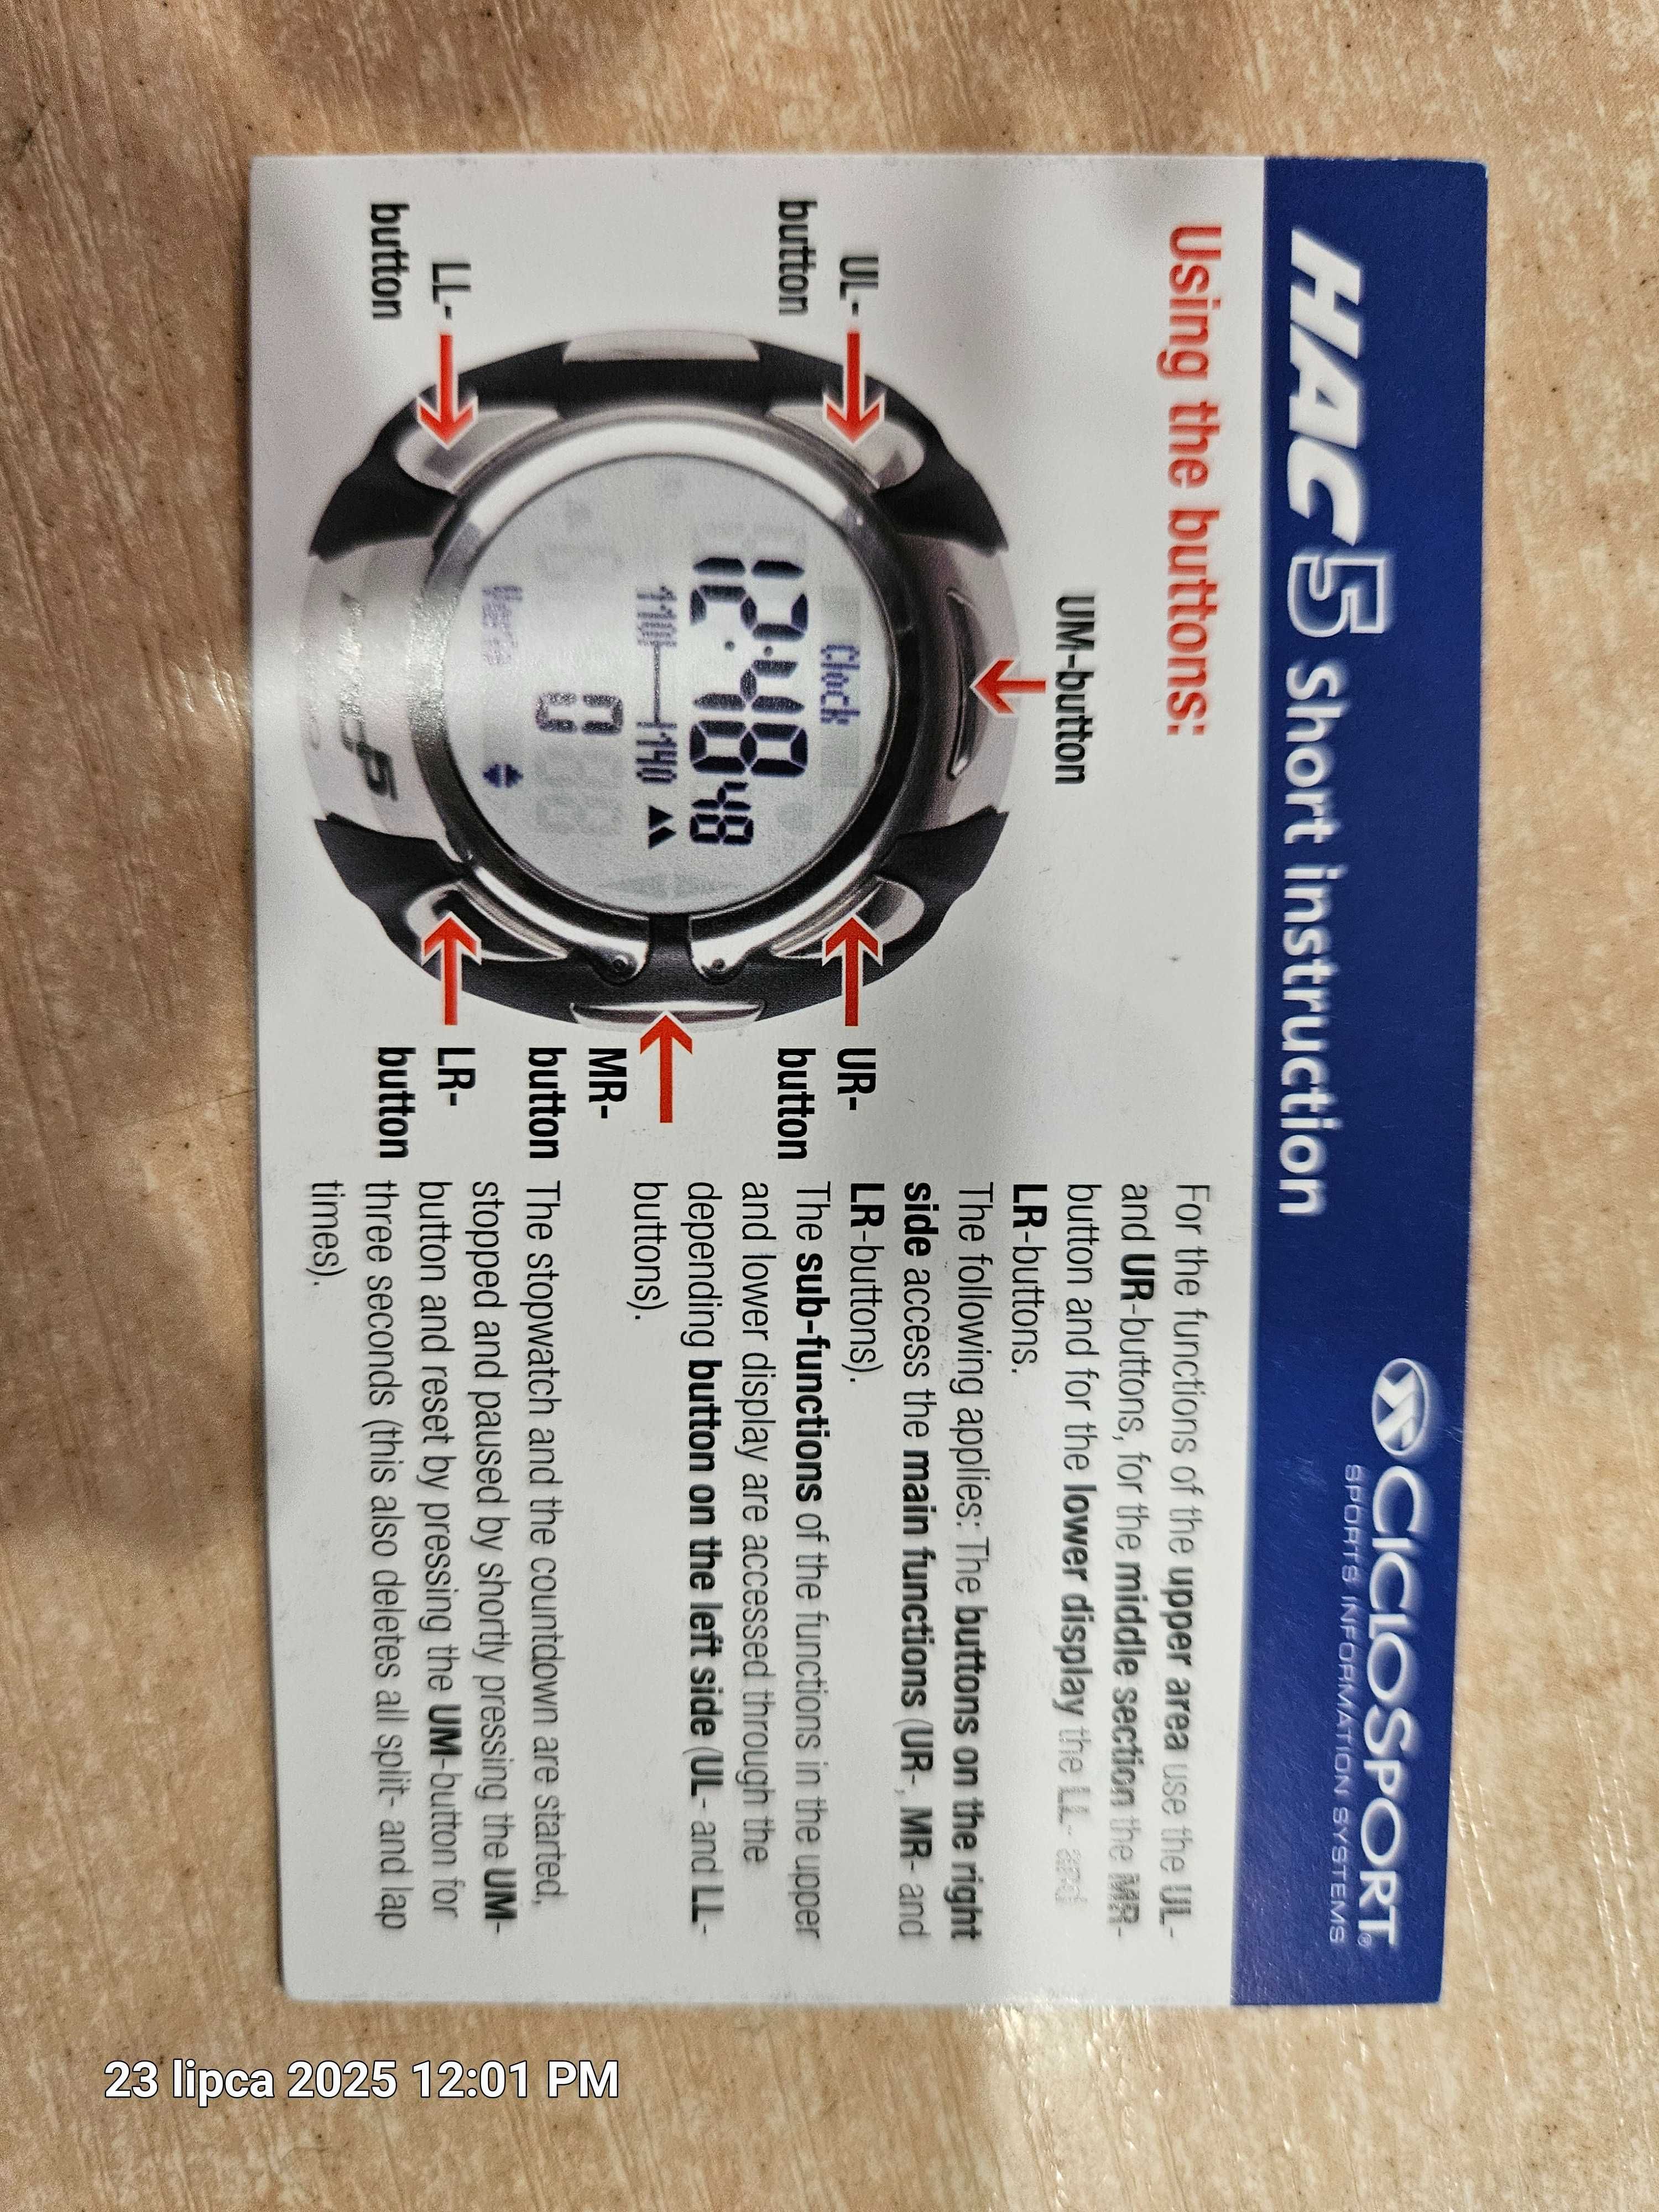 HAC 5 short instruction
CICLOSPORT®
SPORTS INFORMATION SYSTEMS
Using the buttons:
UM-button
UL-
button
LL-
button
UR-
button
MR-
button
LR-
button
Clock
12:48 48
110 140
0
For the functions of the upper area use the UL-
and UR-buttons, for the middle section the MR-
button and for the lower display the LL- and
LR-buttons.
The following applies: The buttons on the right
side access the main functions (UR-, MR- and
LR-buttons).
The sub-functions of the functions in the upper
and lower display are accessed through the
depending button on the left side (UL- and LL-
buttons).
The stopwatch and the countdown are started,
stopped and paused by shortly pressing the UM-
button and reset by pressing the UM-button for
three seconds (this also deletes all split- and lap
times).
23 lipca 2025 12:01 PM